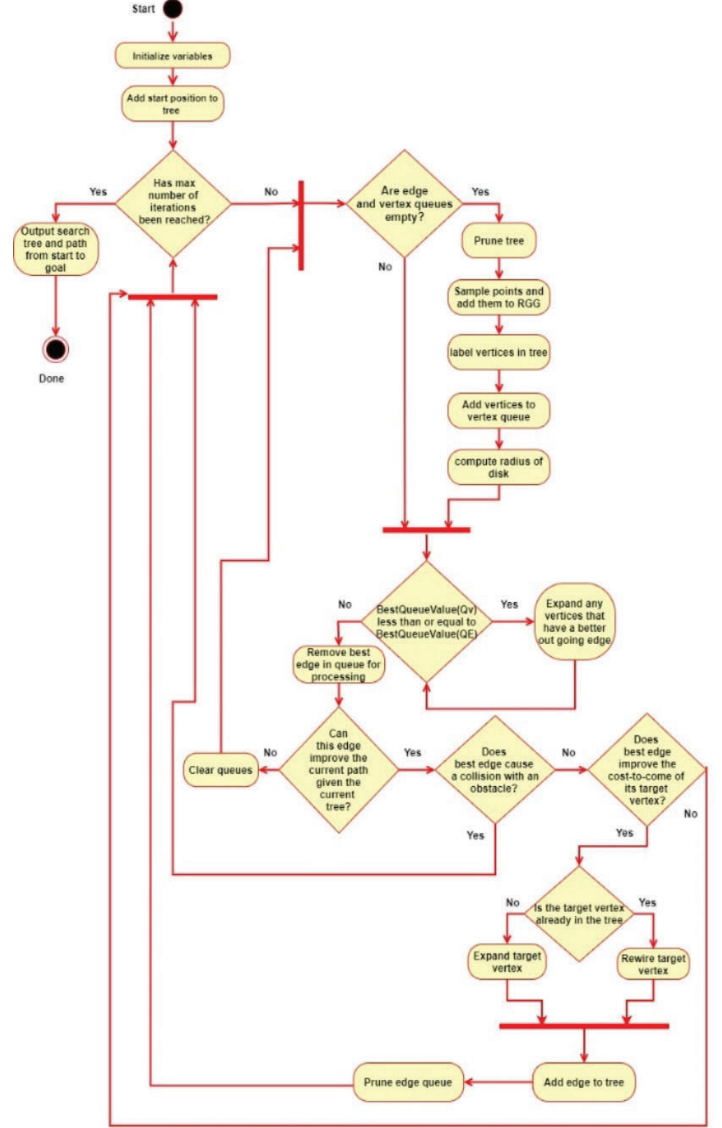 Start
Initialize variables
Add start position to
tree
Has max
number of
iterations
been reached?
Yes
No
Output search
tree and path
from start to
goal
Done
Are edge
and vertex queues
empty?
Yes
No
Prune tree
Sample points and
add them to RGG
label vertices in tree
Add vertices to
vertex queue
compute radius of
disk
BestQueueValue(Qv)
less than or equal to
BestQueueValue(QE)
No
Yes
Expand any
vertices that
have a better
out going edge
Remove best
edge in queue for
processing
Can
this edge
improve the
current path
given the
current
tree?
No
Yes
Clear queues
Does
best edge cause
a collision with an
obstacle?
No
Yes
Does
best edge
improve the
cost-to-come of
its target
vertex?
No
Yes
Is the target vertex
already in the tree
No
Yes
Expand target
vertex
Rewire target
vertex
Add edge to tree
Prune edge queue